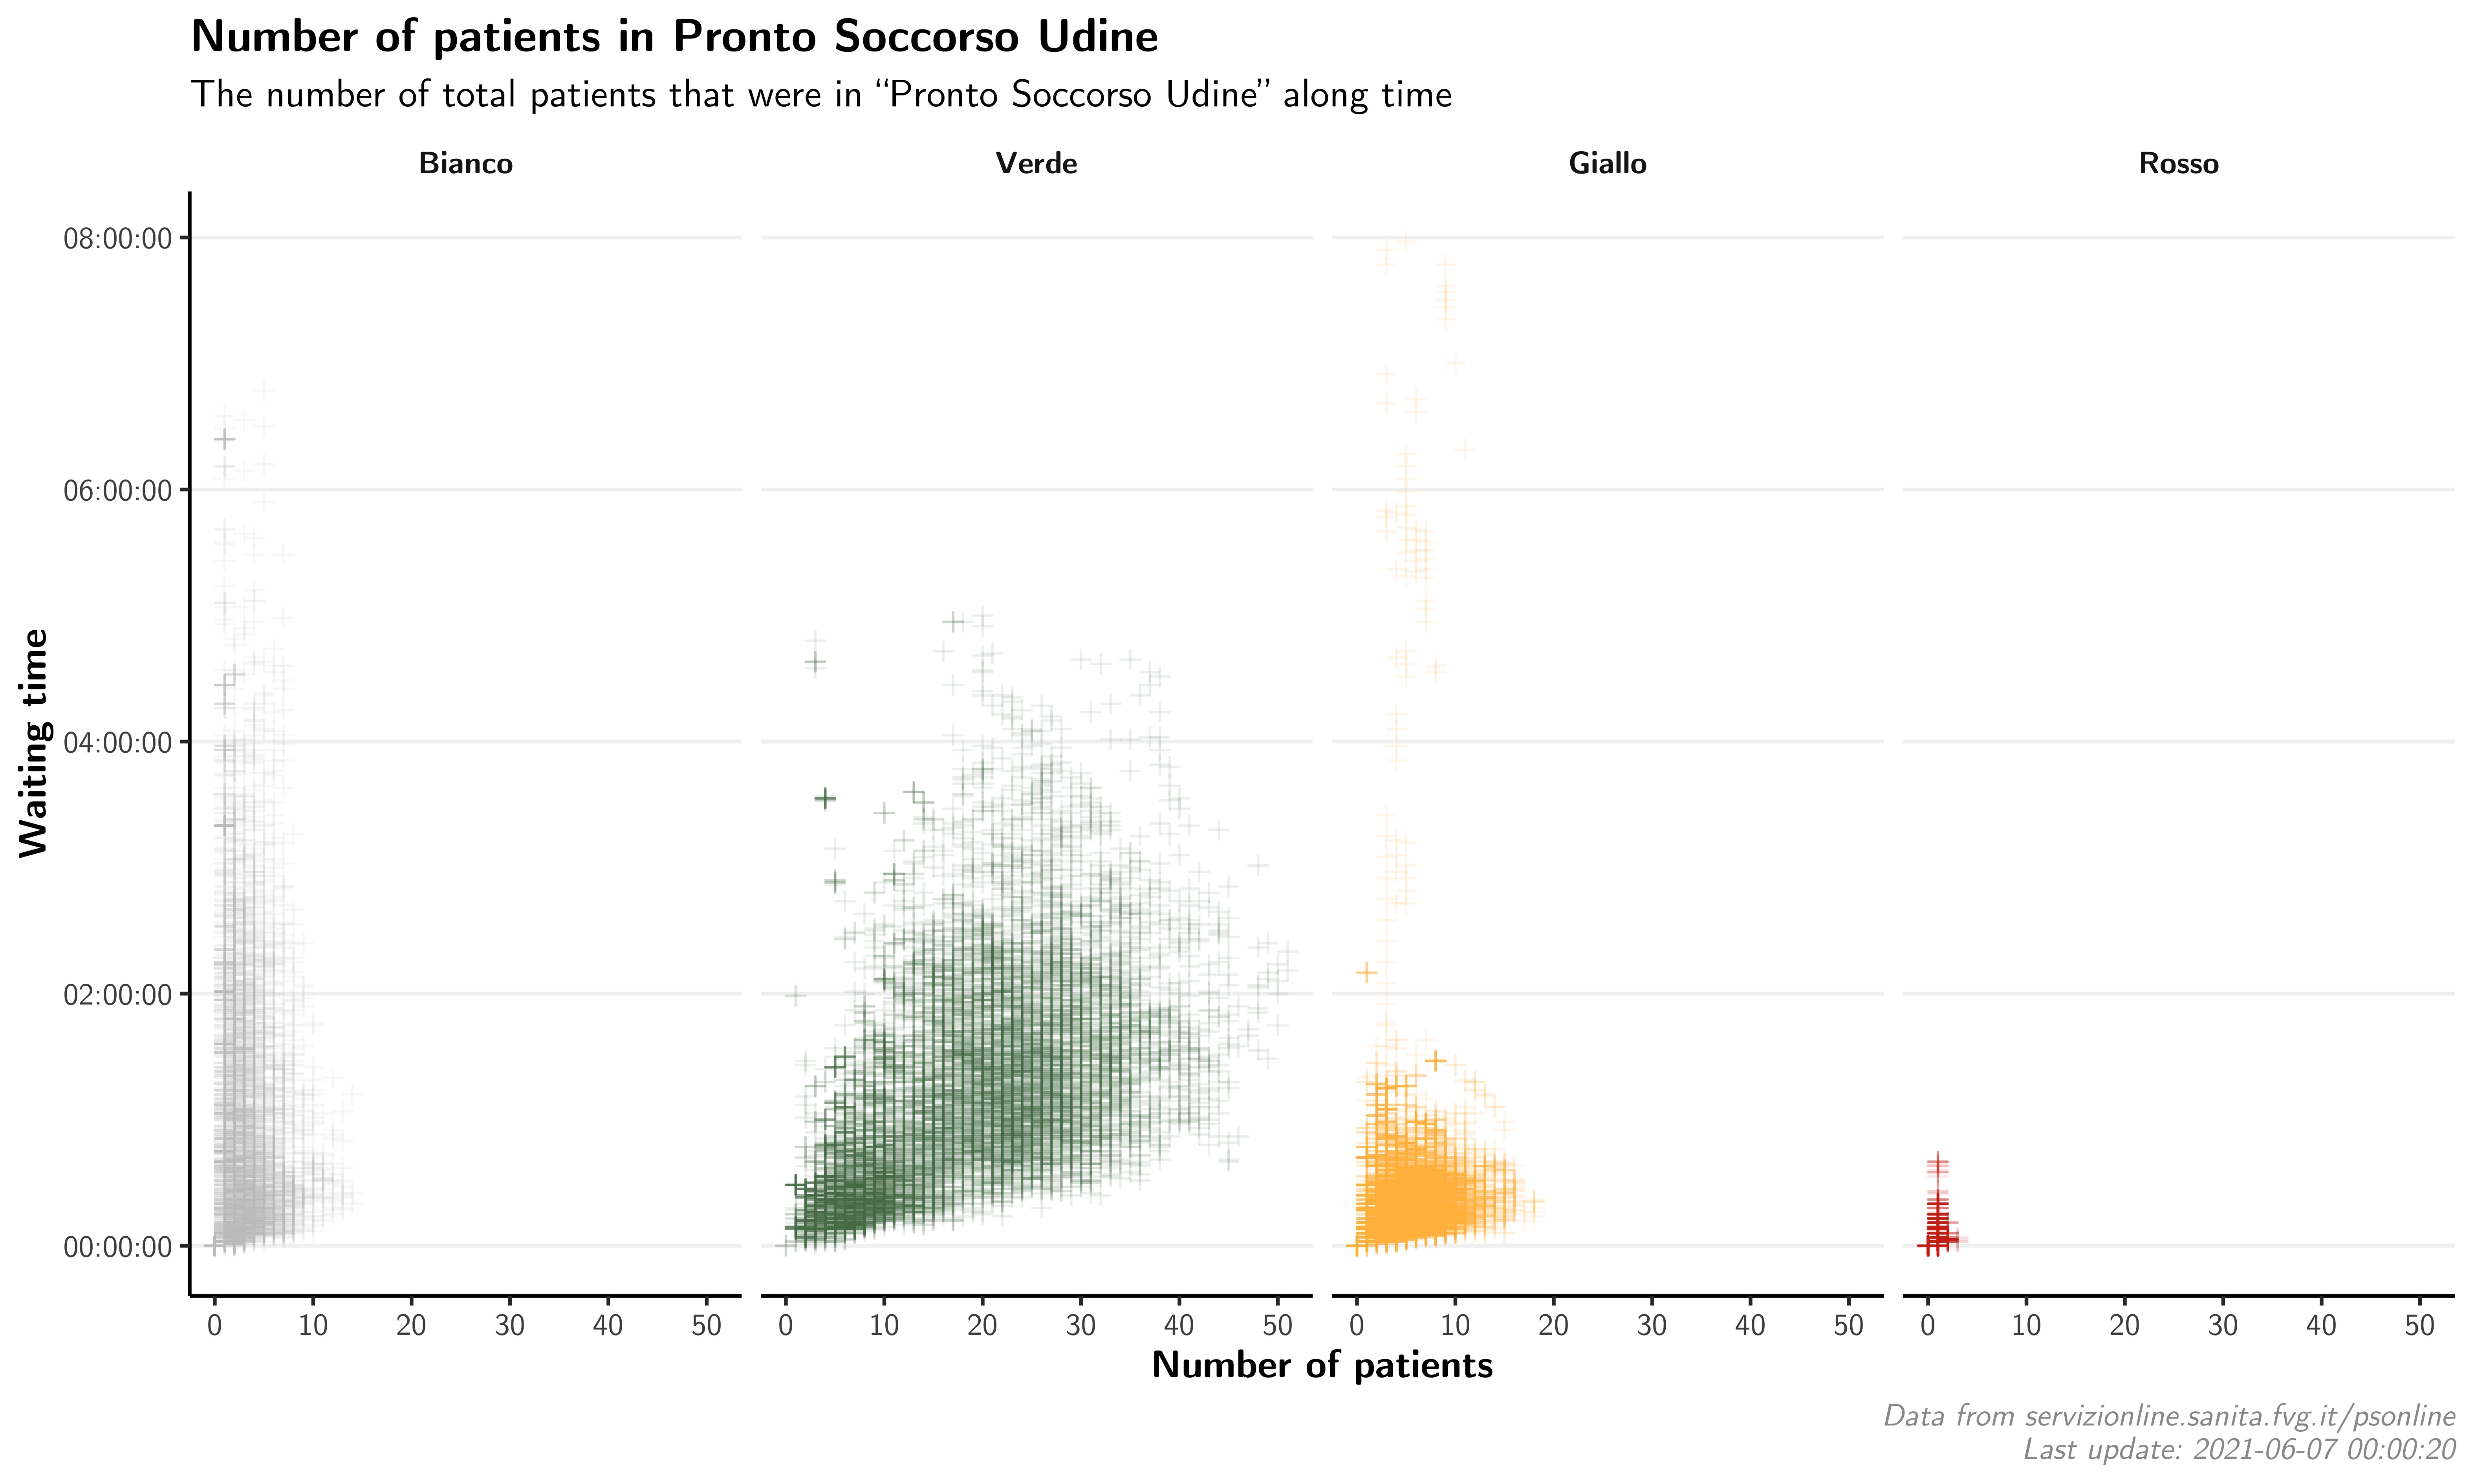 Number of patients in Pronto Soccorso Udine
The number of total patients that were in “Pronto Soccorso Udine” along time
Bianco Verde Giallo Rosso
08:00:00
06:00:00
04:00:00
02:00:00
00:00:00
Waiting time
0 10 20 30 40 50 0 10 20 30 40 50 0 10 20 30 40 50 0 10 20 30 40 50
Number of patients
Data from servizionline.sanita.fvg.it/psonline
Last update: 2021-06-07 00:00:20